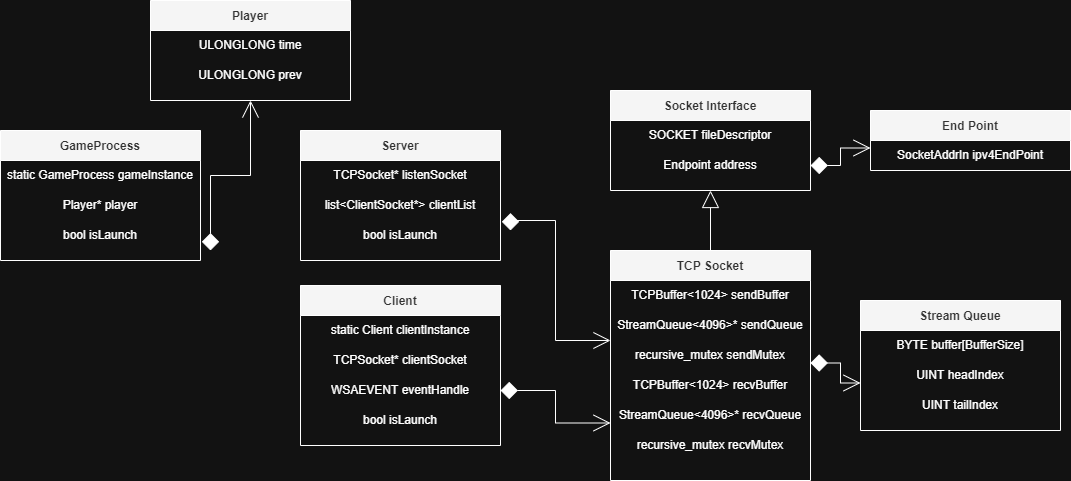 Player
ULONGLONG time
ULONGLONG prev
GameProcess
static GameProcess gameInstance
Player* player
bool isLaunch
Server
TCPSocket* listenSocket
list<ClientSocket*> clientList
bool isLaunch
Client
static Client clientInstance
TCPSocket* clientSocket
WSAEVENT eventHandle
bool isLaunch
Socket Interface
SOCKET fileDescriptor
Endpoint address
End Point
SocketAddrIn ipv4EndPoint
TCP Socket
TCPBuffer<1024> sendBuffer
StreamQueue<4096>* sendQueue
recursive_mutex sendMutex
TCPBuffer<1024> recvBuffer
StreamQueue<4096>* recvQueue
recursive_mutex recvMutex
Stream Queue
BYTE buffer[BufferSize]
UINT headIndex
UINT tailIndex